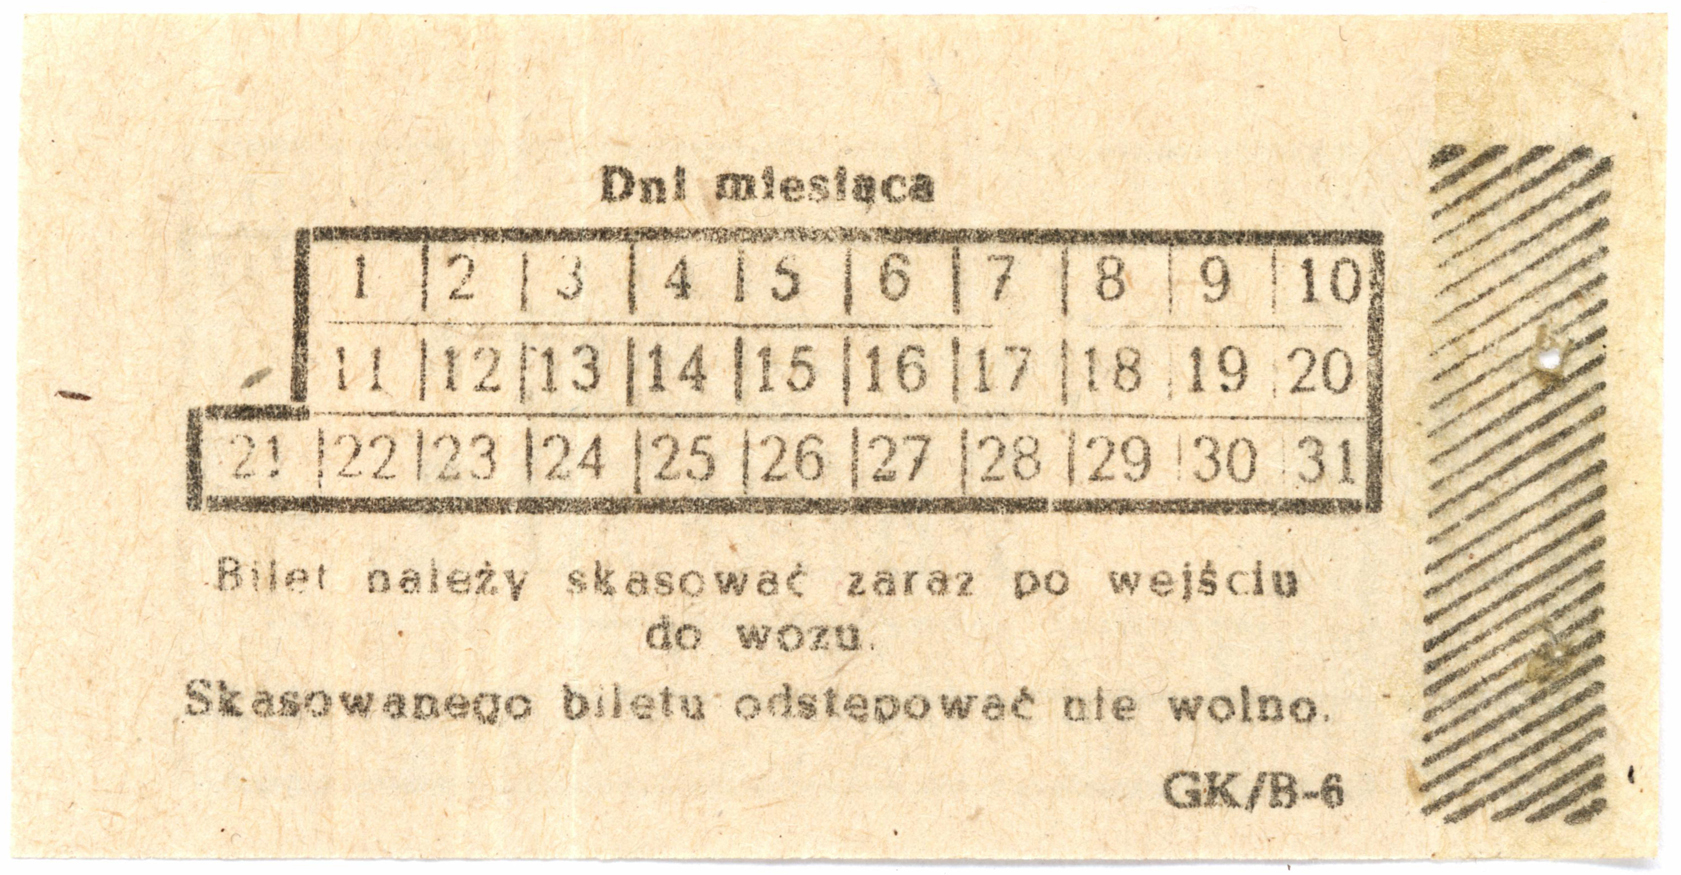 Dni miesiąca
1 2 3 4 5 6 7 8 9 10
11 12 13 14 15 16 17 18 19 20
21 22 23 24 25 26 27 28 29 30 31
Bilet należy skasować zaraz po wejściu
do wozu.
Skasowanego biletu odstępować nie wolno.
GK/B-6